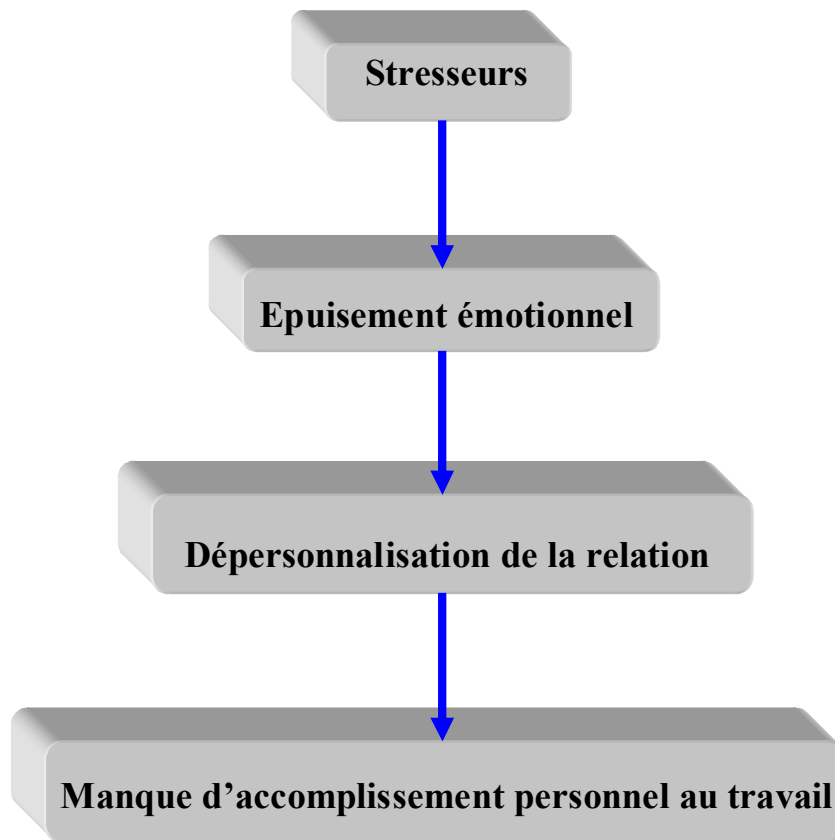 Stresseurs
Epuisement émotionnel
Dépersonnalisation de la relation
Manque d’accomplissement personnel au travail